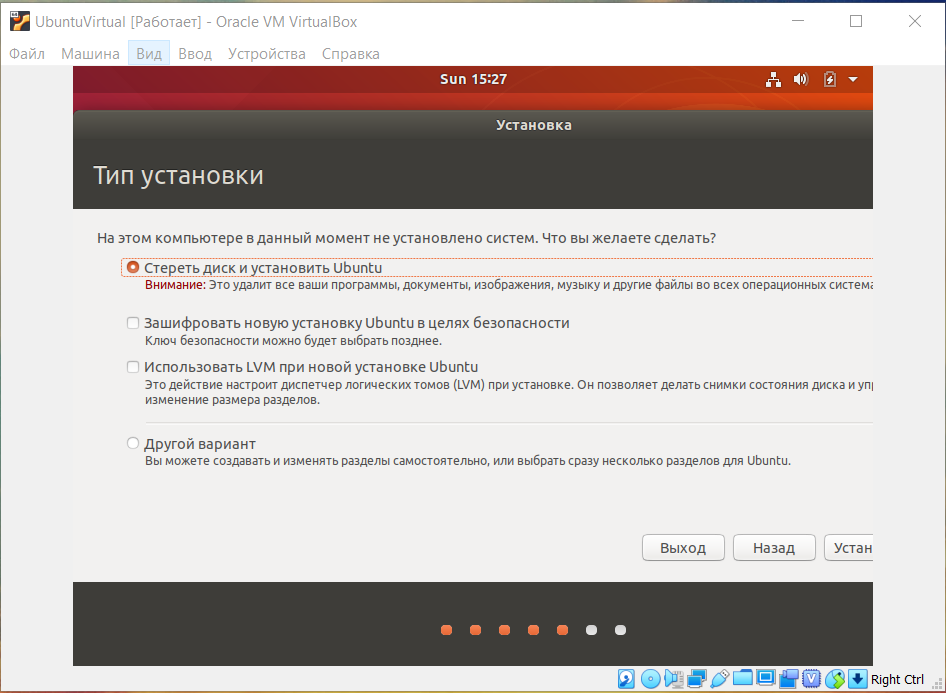 UbuntuVirtual [Работает] - Oracle VM VirtualBox
Файл Машина Вид Ввод Устройства Справка
Sun 15:27
Установка
Тип установки
На этом компьютере в данный момент не установлено систем. Что вы желаете сделать?
Стереть диск и установить Ubuntu
Внимание: Это удалит все ваши программы, документы, изображения, музыку и другие файлы во всех операционных система
Зашифровать новую установку Ubuntu в целях безопасности
Ключ безопасности можно будет выбрать позднее.
Использовать LVM при новой установке Ubuntu
Это действие настроит диспетчер логических томов (LVM) при установке. Он позволяет делать снимки состояния диска и упр
изменение размера разделов.
Другой вариант
Вы можете создавать и изменять разделы самостоятельно, или выбрать сразу несколько разделов для Ubuntu.
Выход Назад Устан
Right Ctrl